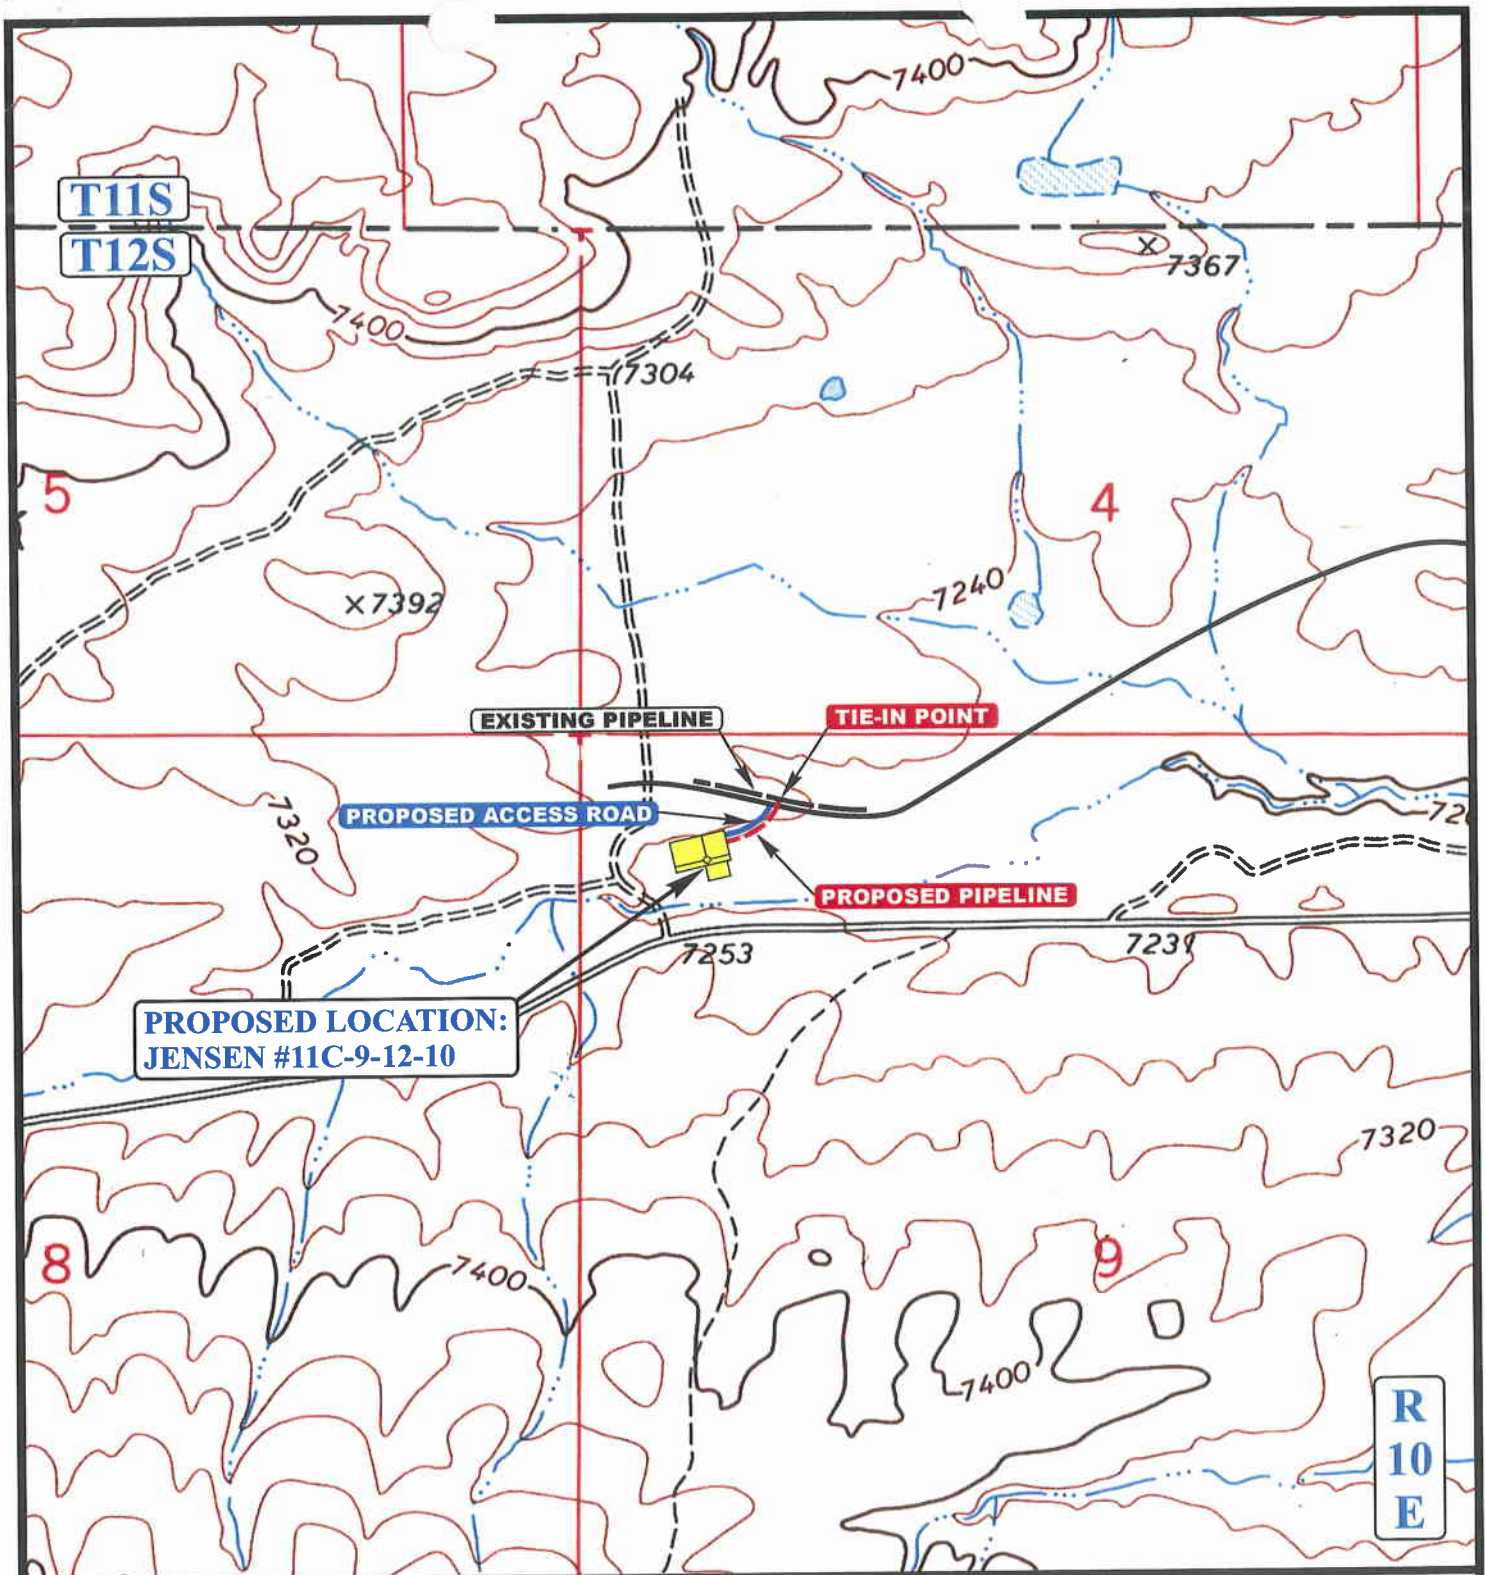 7400
T11S
T12S
7367
7400
7304
5
4
7240
7392
EXISTING PIPELINE
TIE-IN POINT
7320
PROPOSED ACCESS ROAD
PROPOSED PIPELINE
7253
7231
PROPOSED LOCATION:
JENSEN #11C-9-12-10
7320
8
7400
9
7400
R
10
E